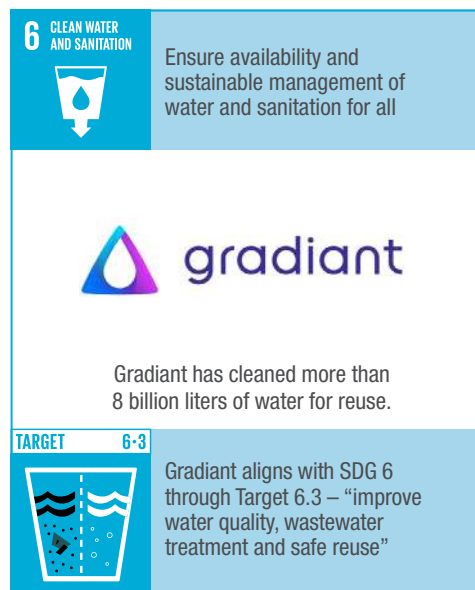 6 CLEAN WATER
AND SANITATION
Ensure availability and
sustainable management of
water and sanitation for all
gradiant
Gradiant has cleaned more than
8 billion liters of water for reuse.
TARGET 6·3
Gradiant aligns with SDG 6
through Target 6.3 – “improve
water quality, wastewater
treatment and safe reuse”